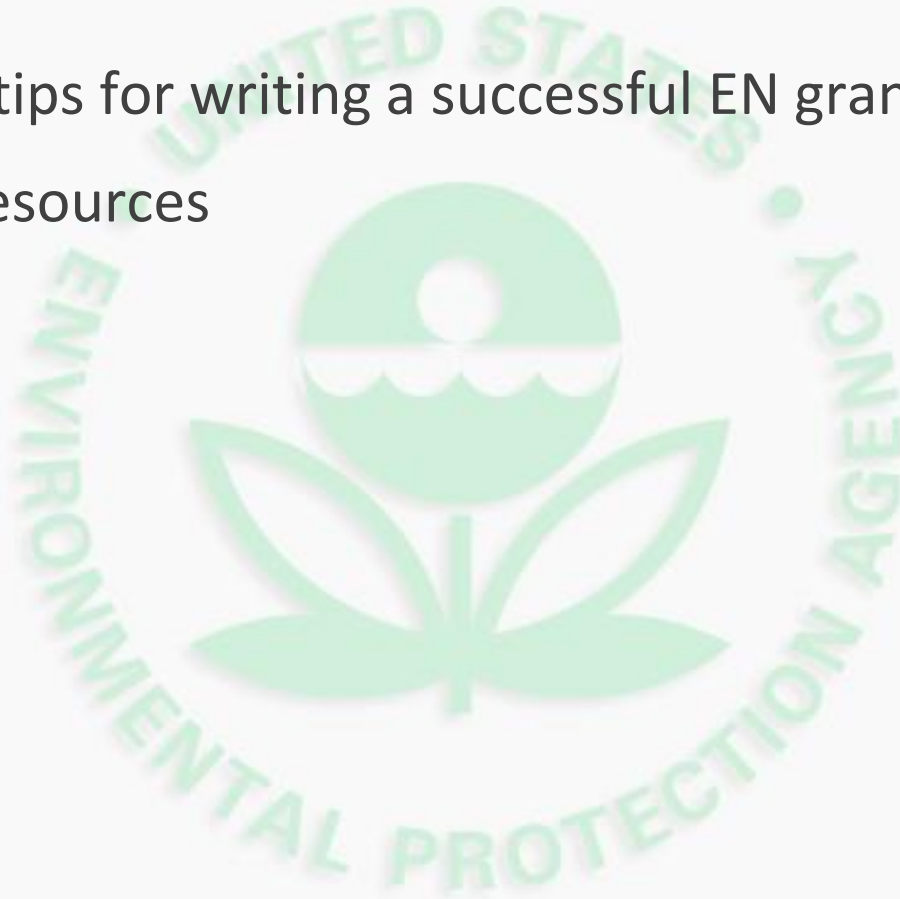 tips for writing a successful EN gran
esources
UNITED STATES
ENVIRONMENTAL PROTECTION AGENCY